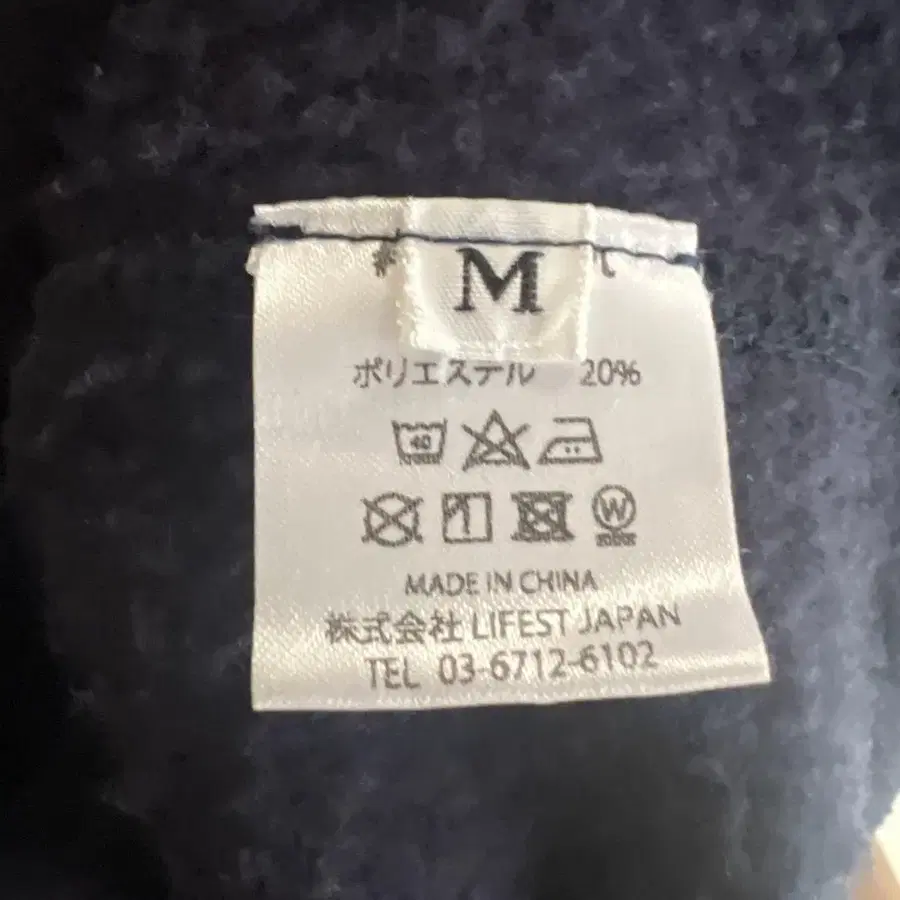 M
ポリエステル 20%
40
W
MADE IN CHINA
株式会社 LIFEST JAPAN
TEL 03-6712-6102